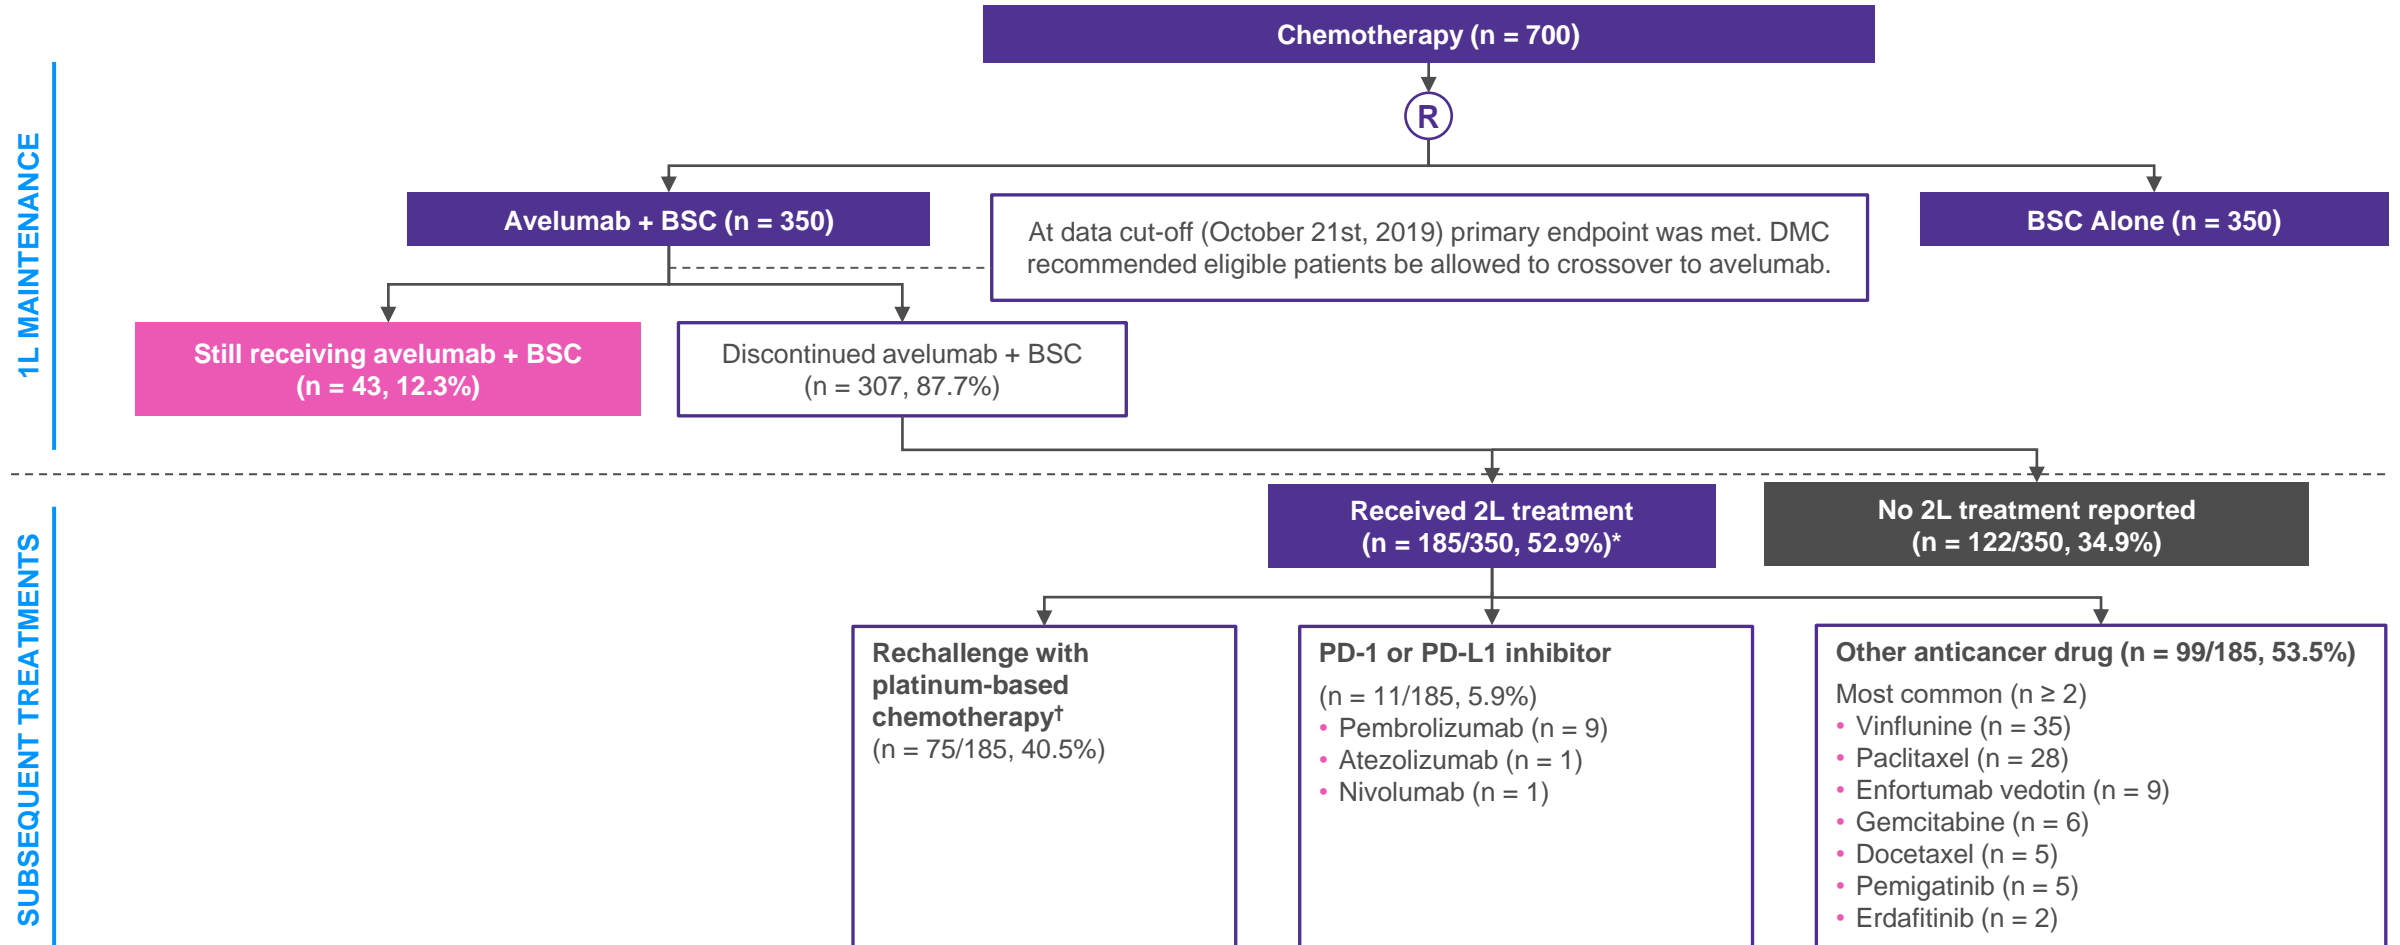 Chemotherapy (n = 700)
R
1L MAINTENANCE
Avelumab + BSC (n = 350)
At data cut-off (October 21st, 2019) primary endpoint was met. DMC
recommended eligible patients be allowed to crossover to avelumab.
BSC Alone (n = 350)
Still receiving avelumab + BSC
(n = 43, 12.3%)
Discontinued avelumab + BSC
(n = 307, 87.7%)
SUBSEQUENT TREATMENTS
Received 2L treatment
(n = 185/350, 52.9%)*
No 2L treatment reported
(n = 122/350, 34.9%)
Rechallenge with
platinum-based
chemotherapy†
(n = 75/185, 40.5%)
PD-1 or PD-L1 inhibitor
(n = 11/185, 5.9%)
• Pembrolizumab (n = 9)
• Atezolizumab (n = 1)
• Nivolumab (n = 1)
Other anticancer drug (n = 99/185, 53.5%)
Most common (n ≥ 2)
• Vinflunine (n = 35)
• Paclitaxel (n = 28)
• Enfortumab vedotin (n = 9)
• Gemcitabine (n = 6)
• Docetaxel (n = 5)
• Pemigatinib (n = 5)
• Erdafitinib (n = 2)